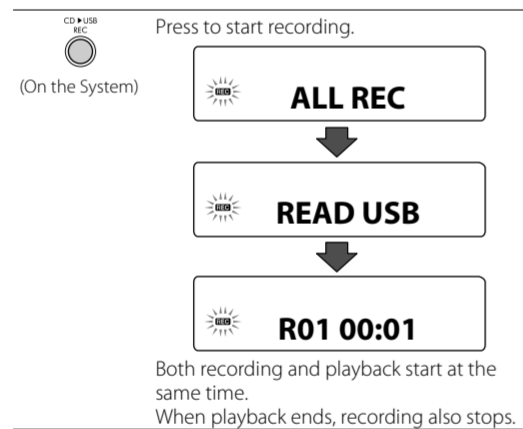 CD ▶USB
REC
Press to start recording.
(On the System)
REC
ALL REC
REC
READ USB
REC
R01 00:01
Both recording and playback start at the
same time.
When playback ends, recording also stops.